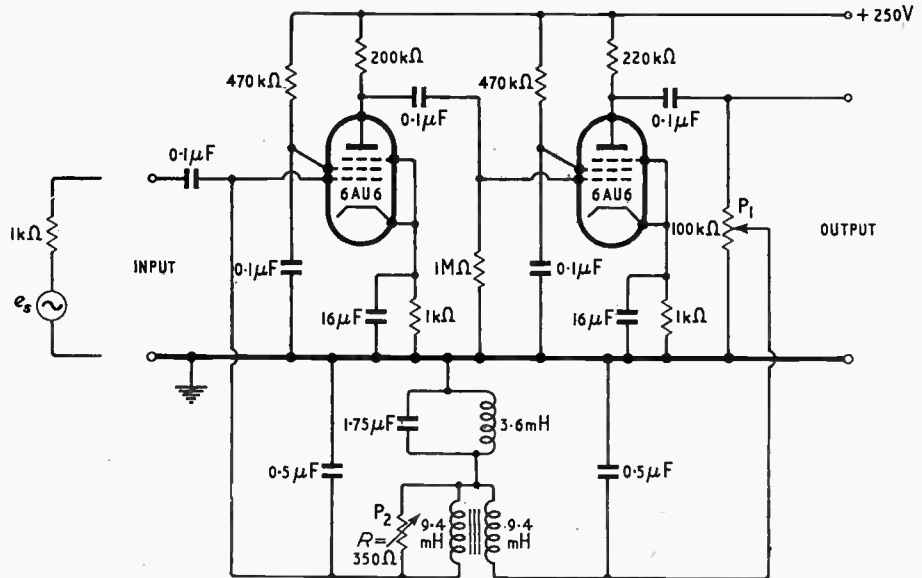 + 250V
200kΩ
220kΩ
470kΩ
470kΩ
0·1µF
0·1µF
0·1µF
6AU6
6AU6
P1
1kΩ
100kΩ
OUTPUT
INPUT
es
0·1µF
1MΩ
0·1µF
16µF
1kΩ
16µF
1kΩ
1·75µF
3·6mH
0·5µF
0·5µF
P2
R=
350Ω
9·4
mH
9·4
mH